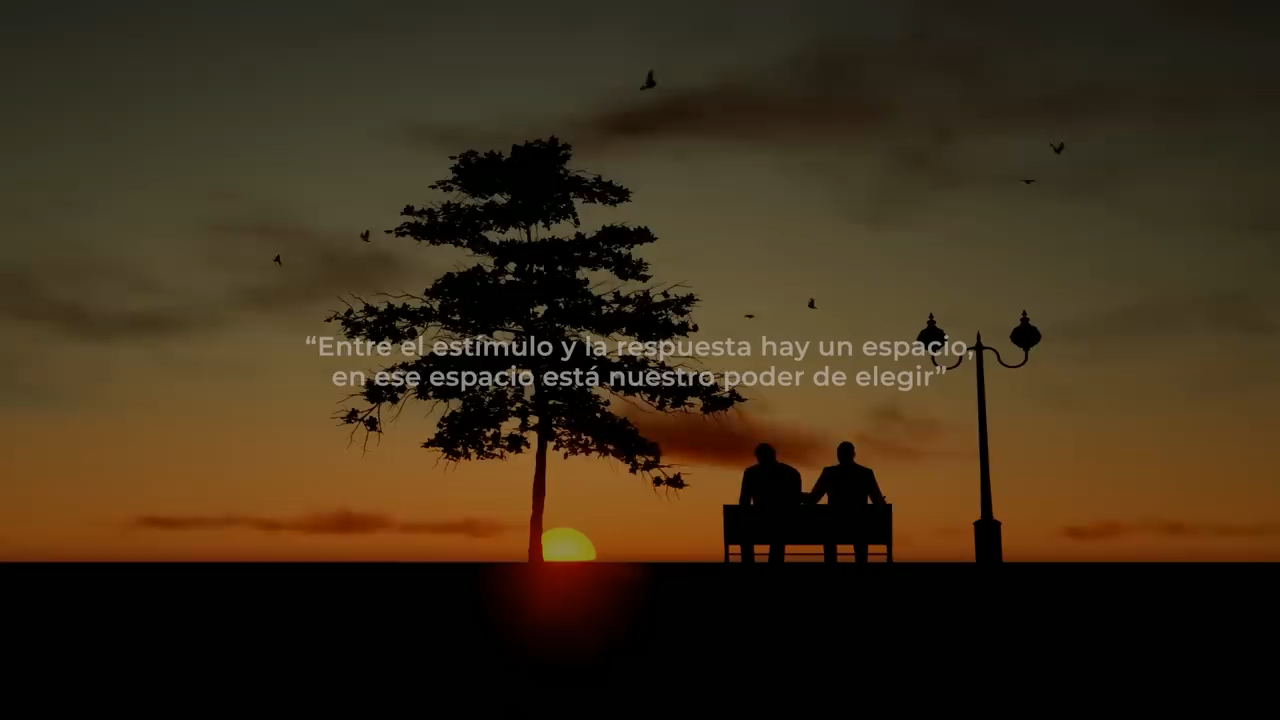 “Entre el estímulo y la respuesta hay un espacio,
en ese espacio está nuestro poder de elegir”